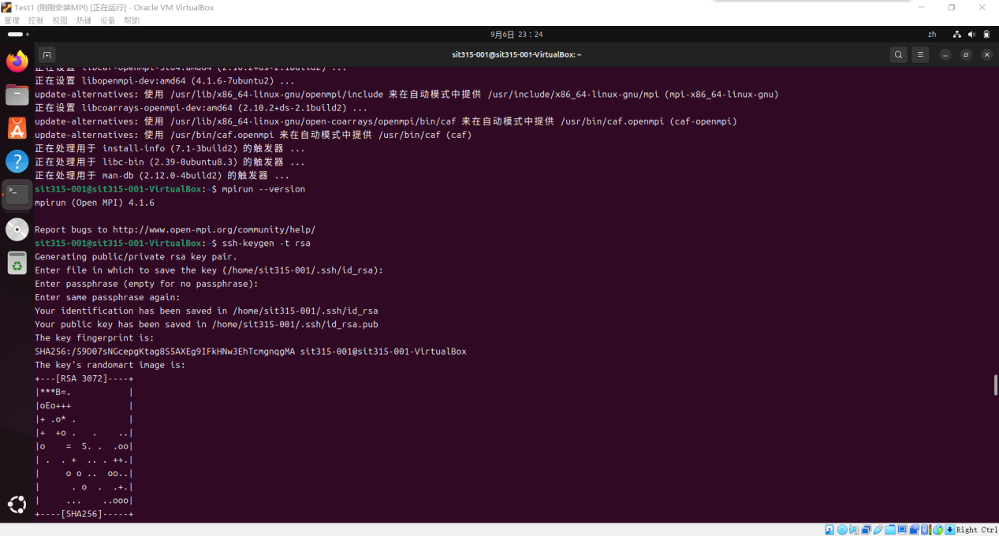 Test1 (刚刚安装MPI) [正在运行] - Oracle VM VirtualBox
管理 控制 视图 热键 设备 帮助
9月6日 23：24
zh
sit315-001@sit315-001-VirtualBox: ~
正在设置 libcaf-openmpi-3t64:amd64 (2.10.2+ds-2.1build2) ...
正在设置 libopenmpi-dev:amd64 (4.1.6-7ubuntu2) ...
update-alternatives: 使用 /usr/lib/x86_64-linux-gnu/openmpi/include 来在自动模式中提供 /usr/include/x86_64-linux-gnu/mpi (mpi-x86_64-linux-gnu)
正在设置 libcoarrays-openmpi-dev:amd64 (2.10.2+ds-2.1build2) ...
update-alternatives: 使用 /usr/lib/x86_64-linux-gnu/open-coarrays/openmpi/bin/caf 来在自动模式中提供 /usr/bin/caf.openmpi (caf-openmpi)
update-alternatives: 使用 /usr/bin/caf.openmpi 来在自动模式中提供 /usr/bin/caf (caf)
正在处理用于 install-info (7.1-3build2) 的触发器 ...
正在处理用于 libc-bin (2.39-0ubuntu8.3) 的触发器 ...
正在处理用于 man-db (2.12.0-4build2) 的触发器 ...
sit315-001@sit315-001-VirtualBox:~$ mpirun --version
mpirun (Open MPI) 4.1.6
Report bugs to http://www.open-mpi.org/community/help/
sit315-001@sit315-001-VirtualBox:~$ ssh-keygen -t rsa
Generating public/private rsa key pair.
Enter file in which to save the key (/home/sit315-001/.ssh/id_rsa):
Enter passphrase (empty for no passphrase):
Enter same passphrase again:
Your identification has been saved in /home/sit315-001/.ssh/id_rsa
Your public key has been saved in /home/sit315-001/.ssh/id_rsa.pub
The key fingerprint is:
SHA256:/59D07sNGcepgKtag8S5AXEg9IFkHNw3EhTcmgnqgMA sit315-001@sit315-001-VirtualBox
The key's randomart image is:
+---[RSA 3072]----+
|***B=.           |
|oEo+++           |
|+ .o* .          |
|+  +o .   .    ..|
|o    =  S. .  .oo|
| .  . +  .. . ++.|
|     o o ..  oo..|
|      . o  .  .+.|
|     ...    ..ooo|
+----[SHA256]-----+
Right Ctrl